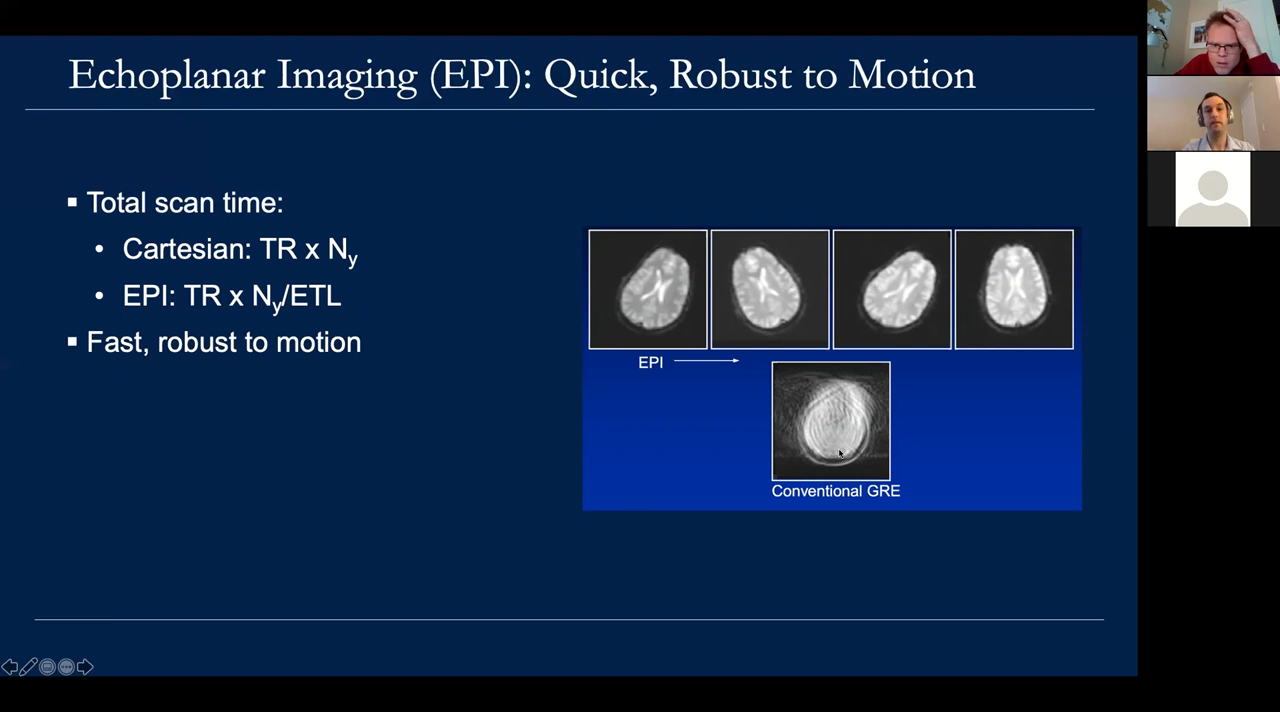 Echoplanar Imaging (EPI): Quick, Robust to Motion
▪ Total scan time:
• Cartesian: TR x Ny
• EPI: TR x Ny/ETL
▪ Fast, robust to motion
EPI
Conventional GRE